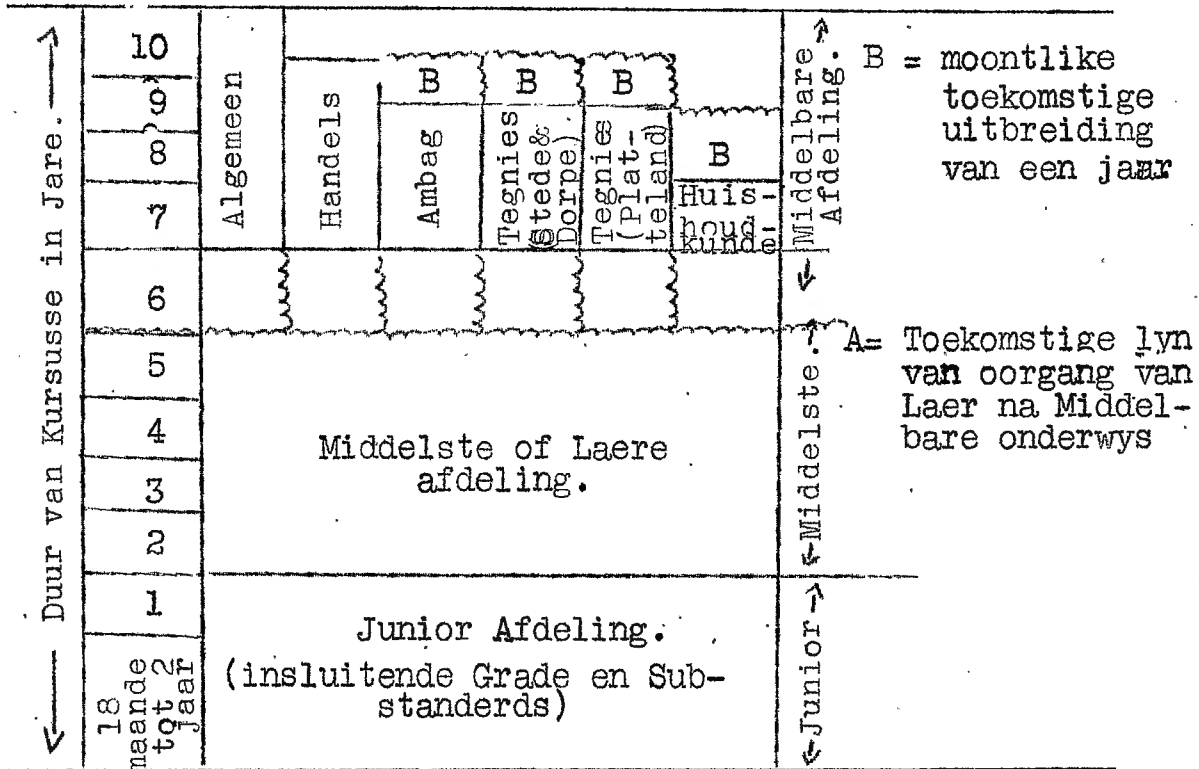 Duur van Kursusse in Jare.
10
9
8
7
6
5
4
3
2
1
18
maande
tot 2
jaar
Algemeen
Handels
B
Ambag
B
Tegnies
(Stede&
Dorpe)
B
Tegnies
(Plat-
teland)
B
Huis-
houd-
kunde
Middelste of Laere
afdeling.
Junior Afdeling.
(insluitende Grade en Sub-
standerds)
Middelbare
Afdeling.
Middelste.
Junior
B = moontlike
toekomstige
uitbreiding
van een jaar
A= Toekomstige lyn
van oorgang van
Laer na Middel-
bare onderwys